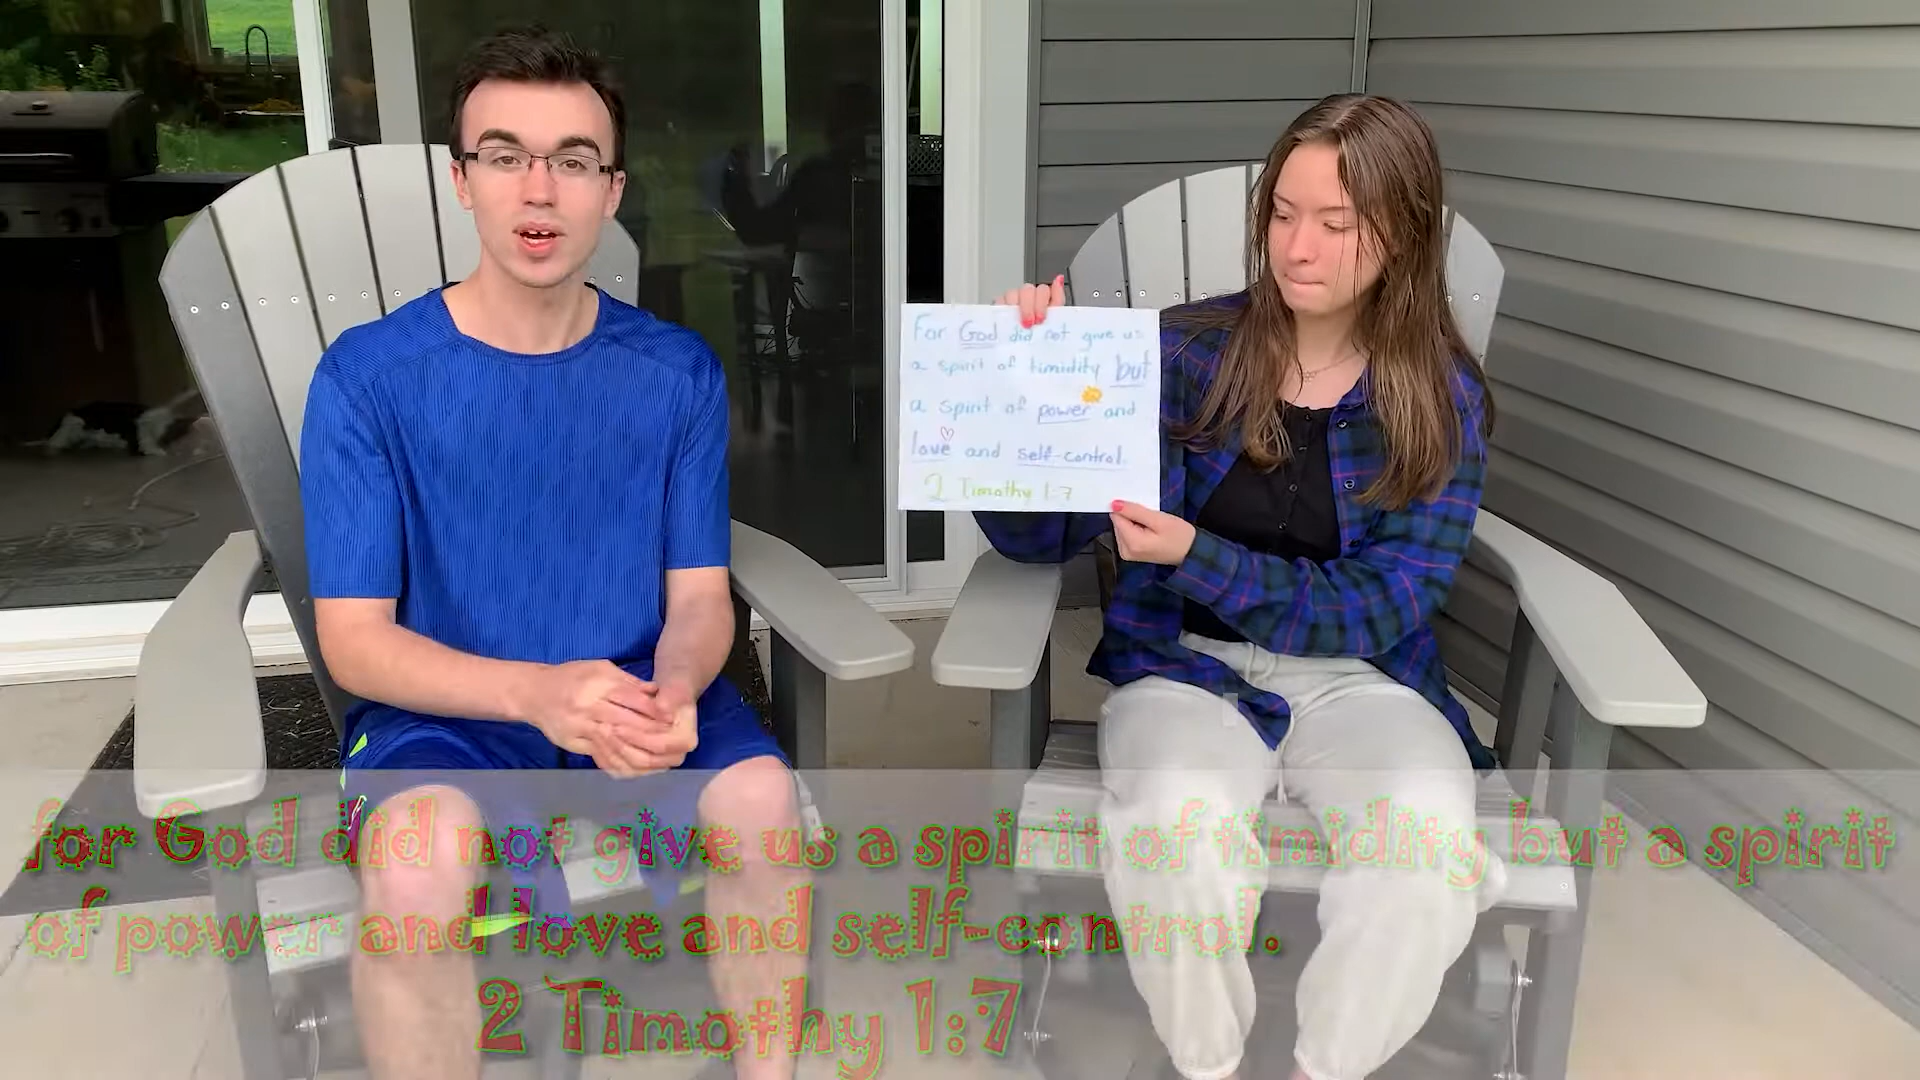 For God did not give us
a spirit of timidity but
a spirit of power and
love and self-control.
2 Timothy 1:7
for God did not give us a spirit of timidity but a spirit
of power and love and self-control.
2 Timothy 1:7